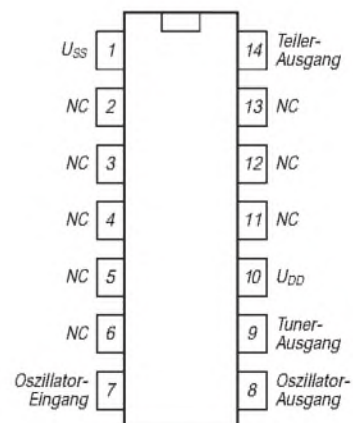 U_SS 1
NC 2
NC 3
NC 4
NC 5
NC 6
Oszillator-
Eingang 7
14 Teiler-
Ausgang
13 NC
12 NC
11 NC
10 U_DD
9 Tuner-
Ausgang
8 Oszillator-
Ausgang